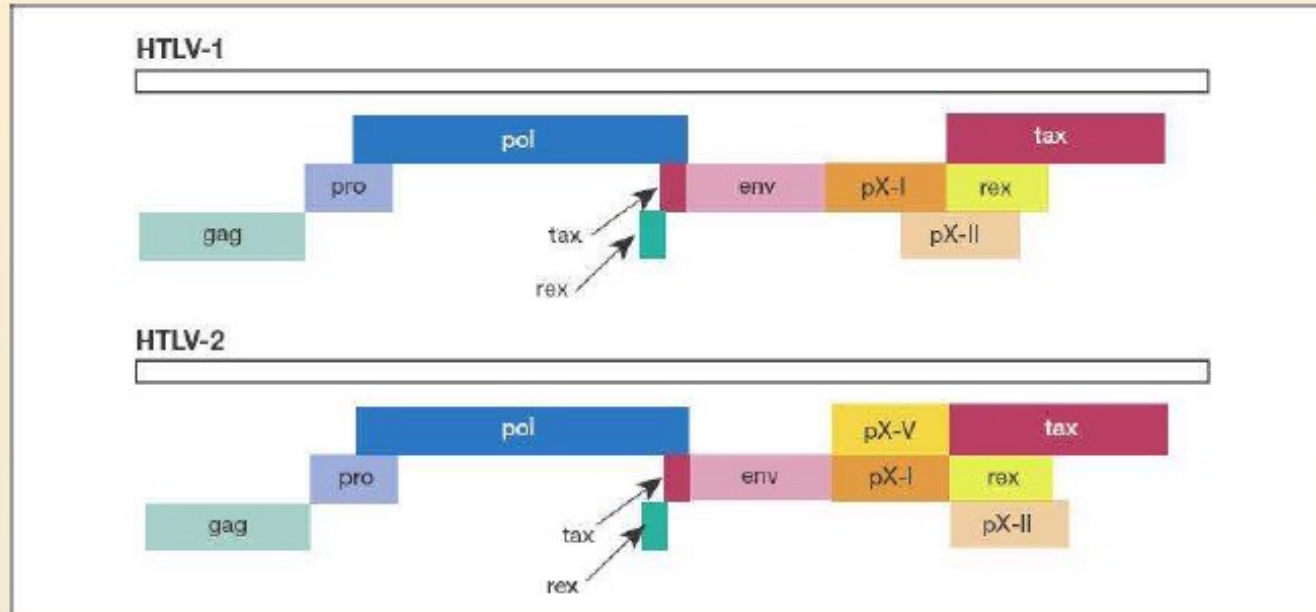 HTLV-1
pol
tax
pro
env
pX-I
rex
gag
tax
pX-II
rex
HTLV-2
pol
pX-V
tax
pro
env
pX-I
rex
gag
tax
pX-II
rex